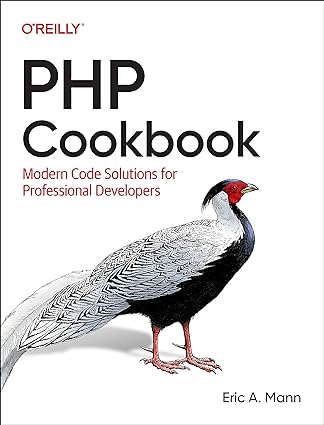 O'REILLY®
PHP
Cookbook
Modern Code Solutions for
Professional Developers
Eric A. Mann